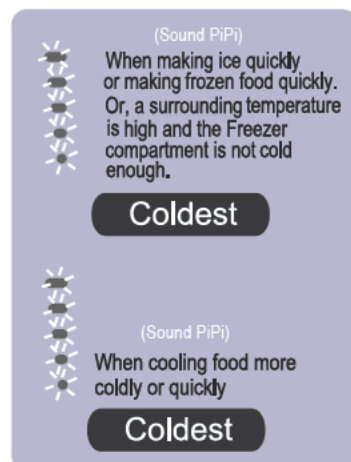 (Sound PiPi)
When making ice quickly
or making frozen food quickly.
Or, a surrounding temperature
is high and the Freezer
compartment is not cold
enough.
Coldest
(Sound PiPi)
When cooling food more
coldly or quickly
Coldest